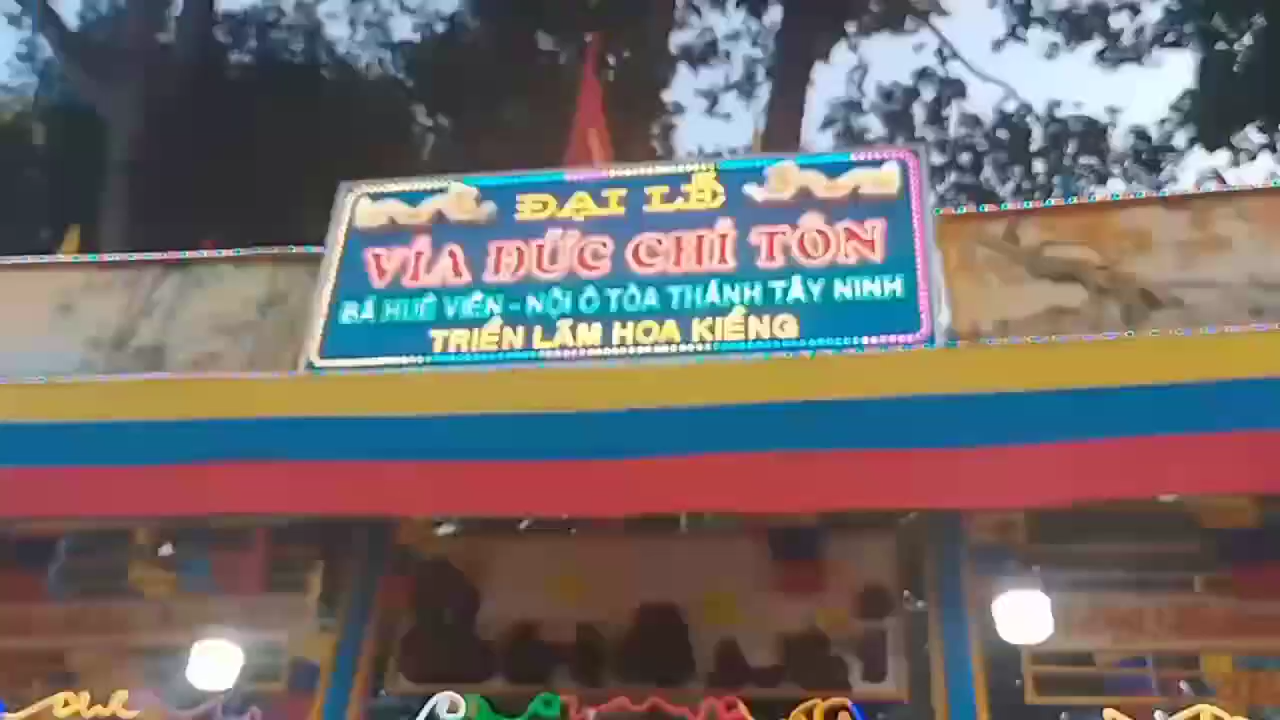 ĐẠI LỄ
VÍA ĐỨC CHÍ TÔN
BÁ HUÊ VIÊN - NỘI Ô TÒA THÁNH TÂY NINH
TRIỂN LÃM HOA KIỂNG